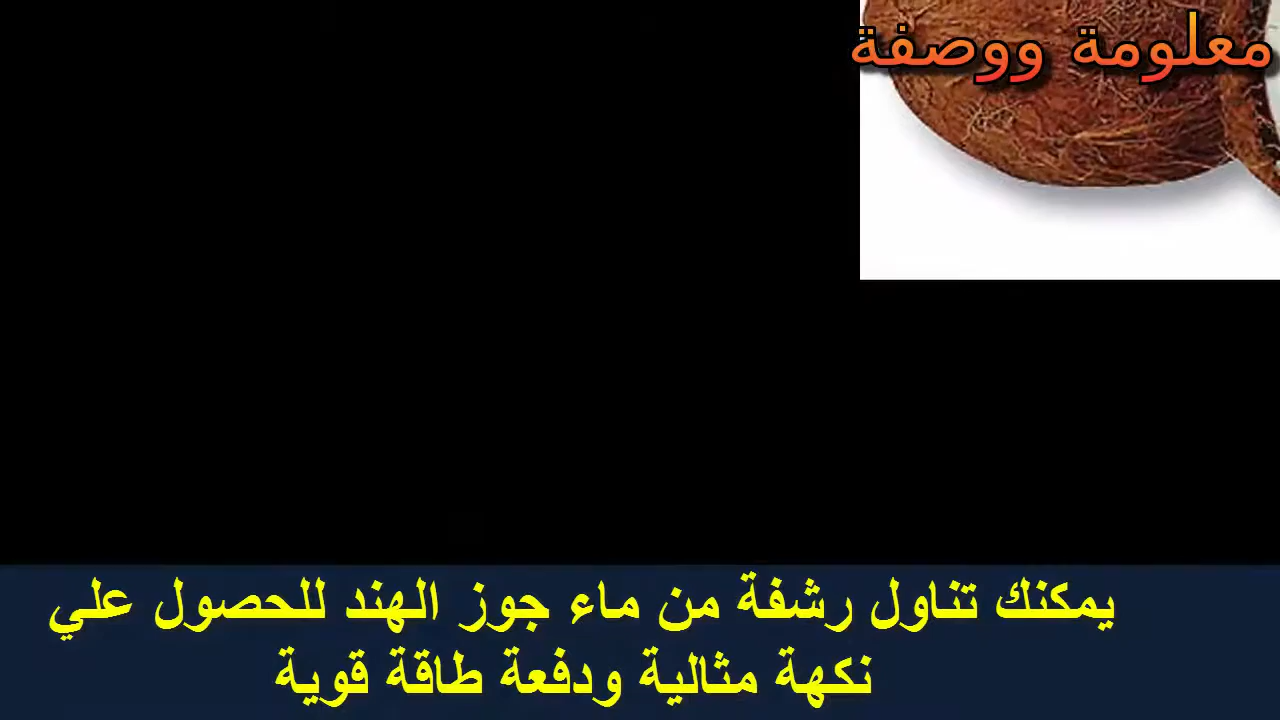 معلومة ووصفة
يمكنك تناول رشفة من ماء جوز الهند للحصول علي
نكهة مثالية ودفعة طاقة قوية